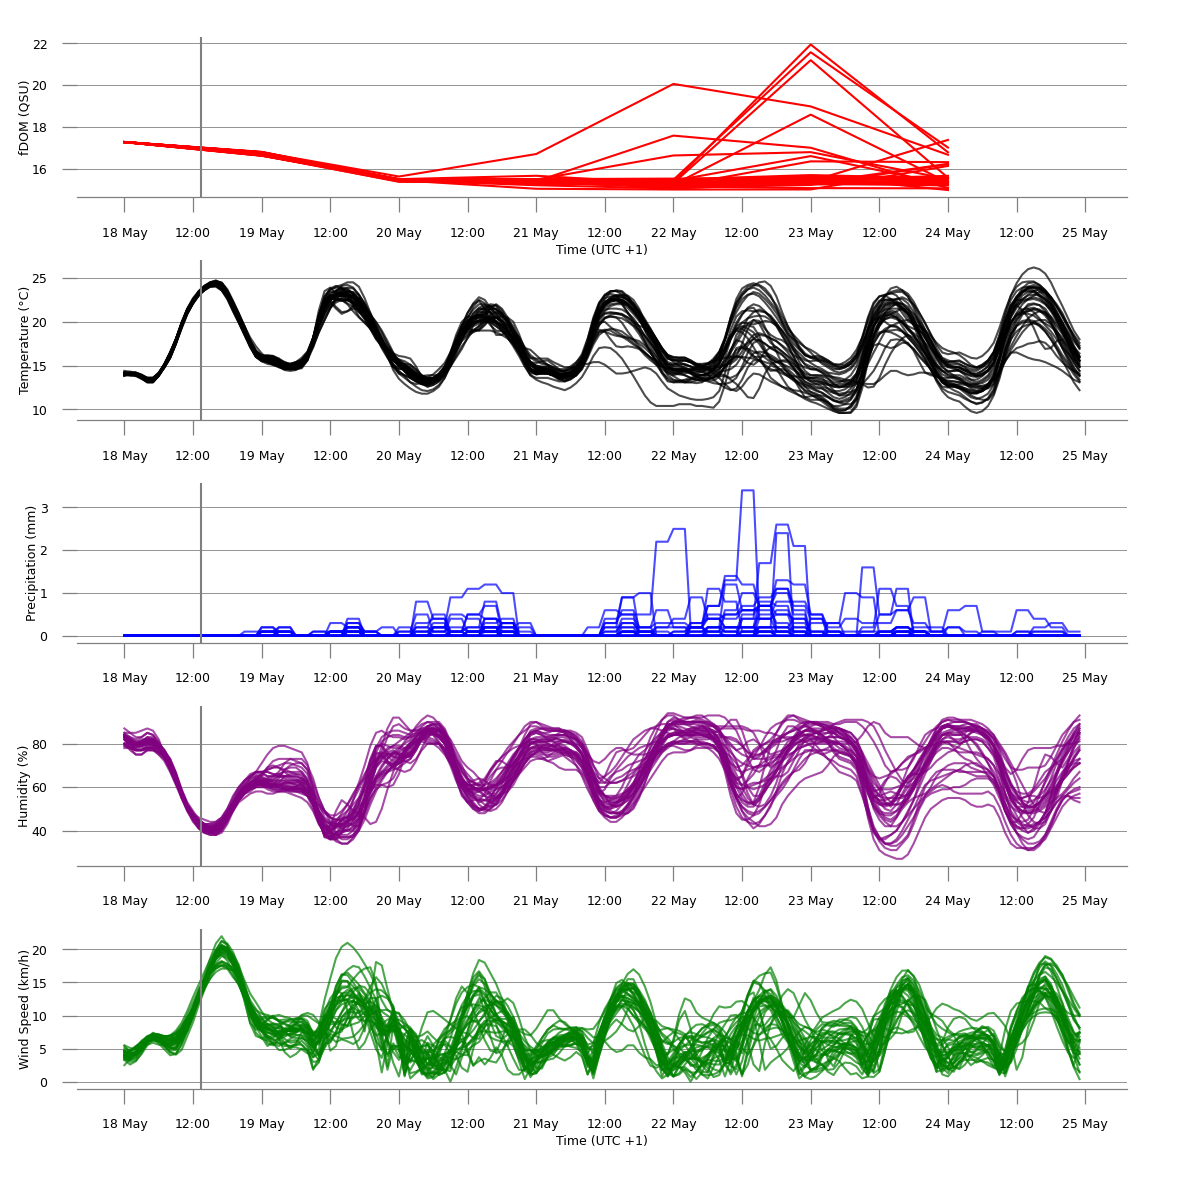 fDOM (QSU)
22
20
18
16
18 May 12:00 19 May 12:00 20 May 12:00 21 May 12:00 22 May 12:00 23 May 12:00 24 May 12:00 25 May
Time (UTC +1)
Temperature (°C)
25
20
15
10
18 May 12:00 19 May 12:00 20 May 12:00 21 May 12:00 22 May 12:00 23 May 12:00 24 May 12:00 25 May
Precipitation (mm)
3
2
1
0
18 May 12:00 19 May 12:00 20 May 12:00 21 May 12:00 22 May 12:00 23 May 12:00 24 May 12:00 25 May
Humidity (%)
80
60
40
18 May 12:00 19 May 12:00 20 May 12:00 21 May 12:00 22 May 12:00 23 May 12:00 24 May 12:00 25 May
Wind Speed (km/h)
20
15
10
5
0
18 May 12:00 19 May 12:00 20 May 12:00 21 May 12:00 22 May 12:00 23 May 12:00 24 May 12:00 25 May
Time (UTC +1)